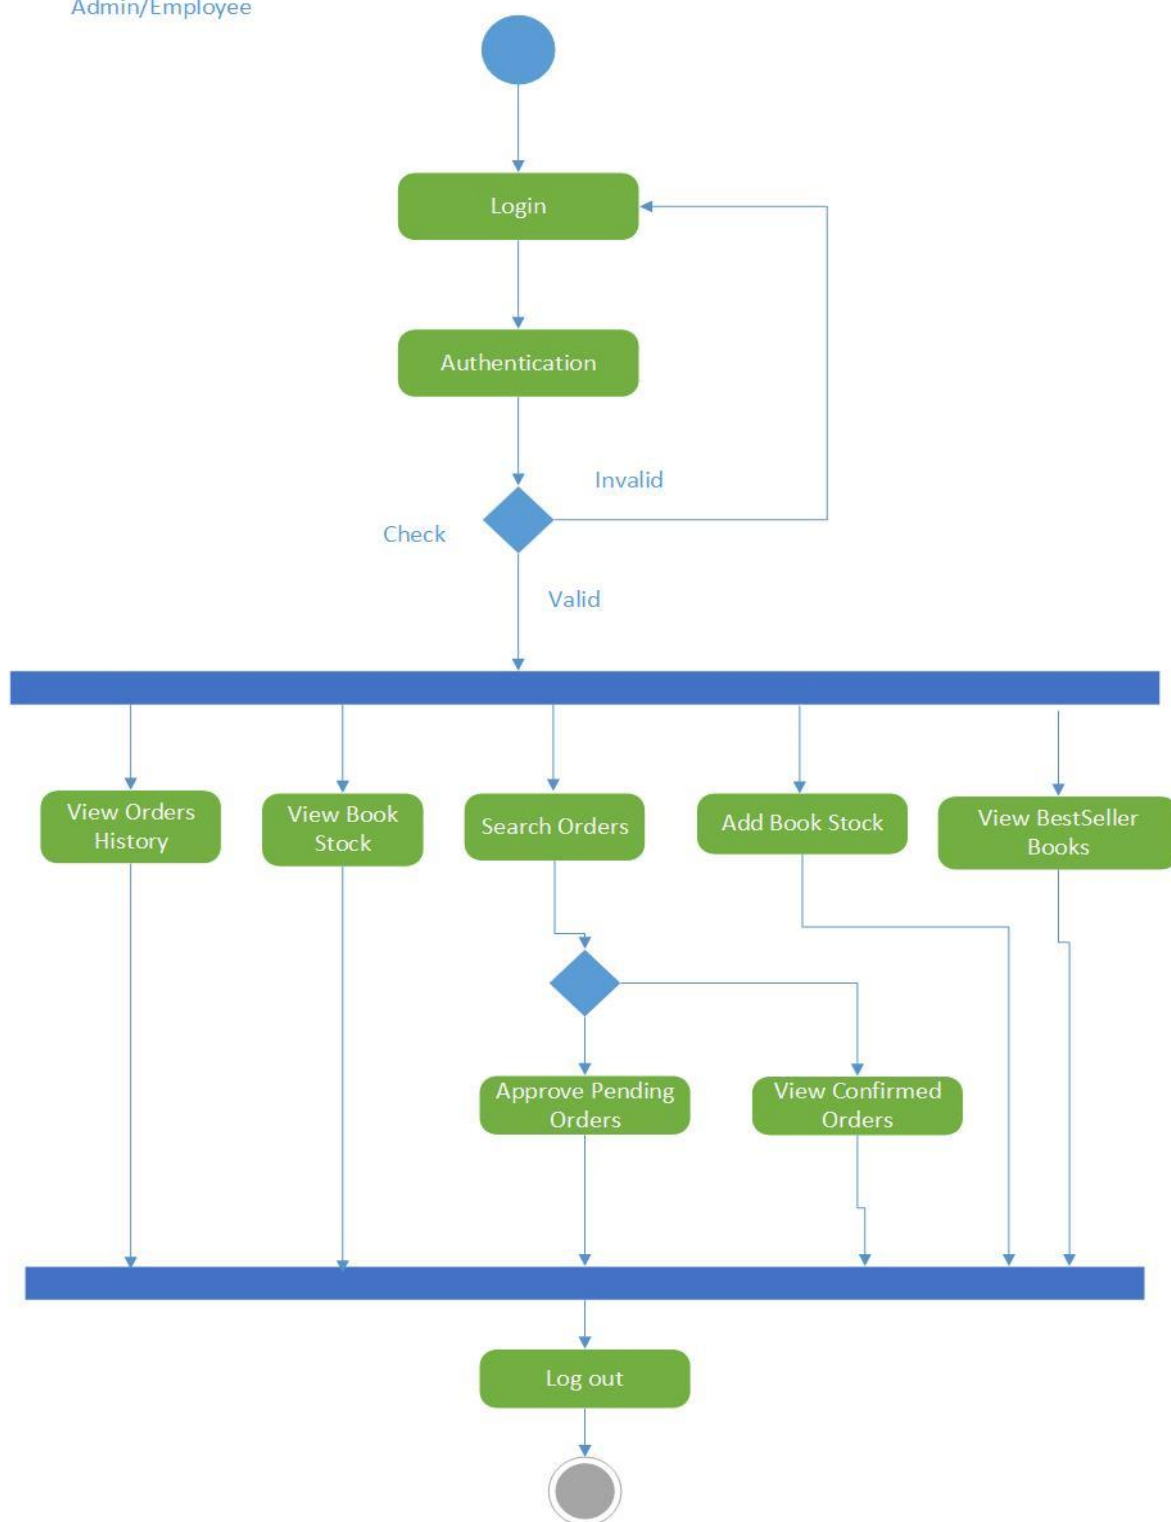 Admin/Employee
Login
Authentication
Invalid
Check
Valid
View Orders
History
View Book
Stock
Search Orders
Add Book Stock
View BestSeller
Books
Approve Pending
Orders
View Confirmed
Orders
Log out